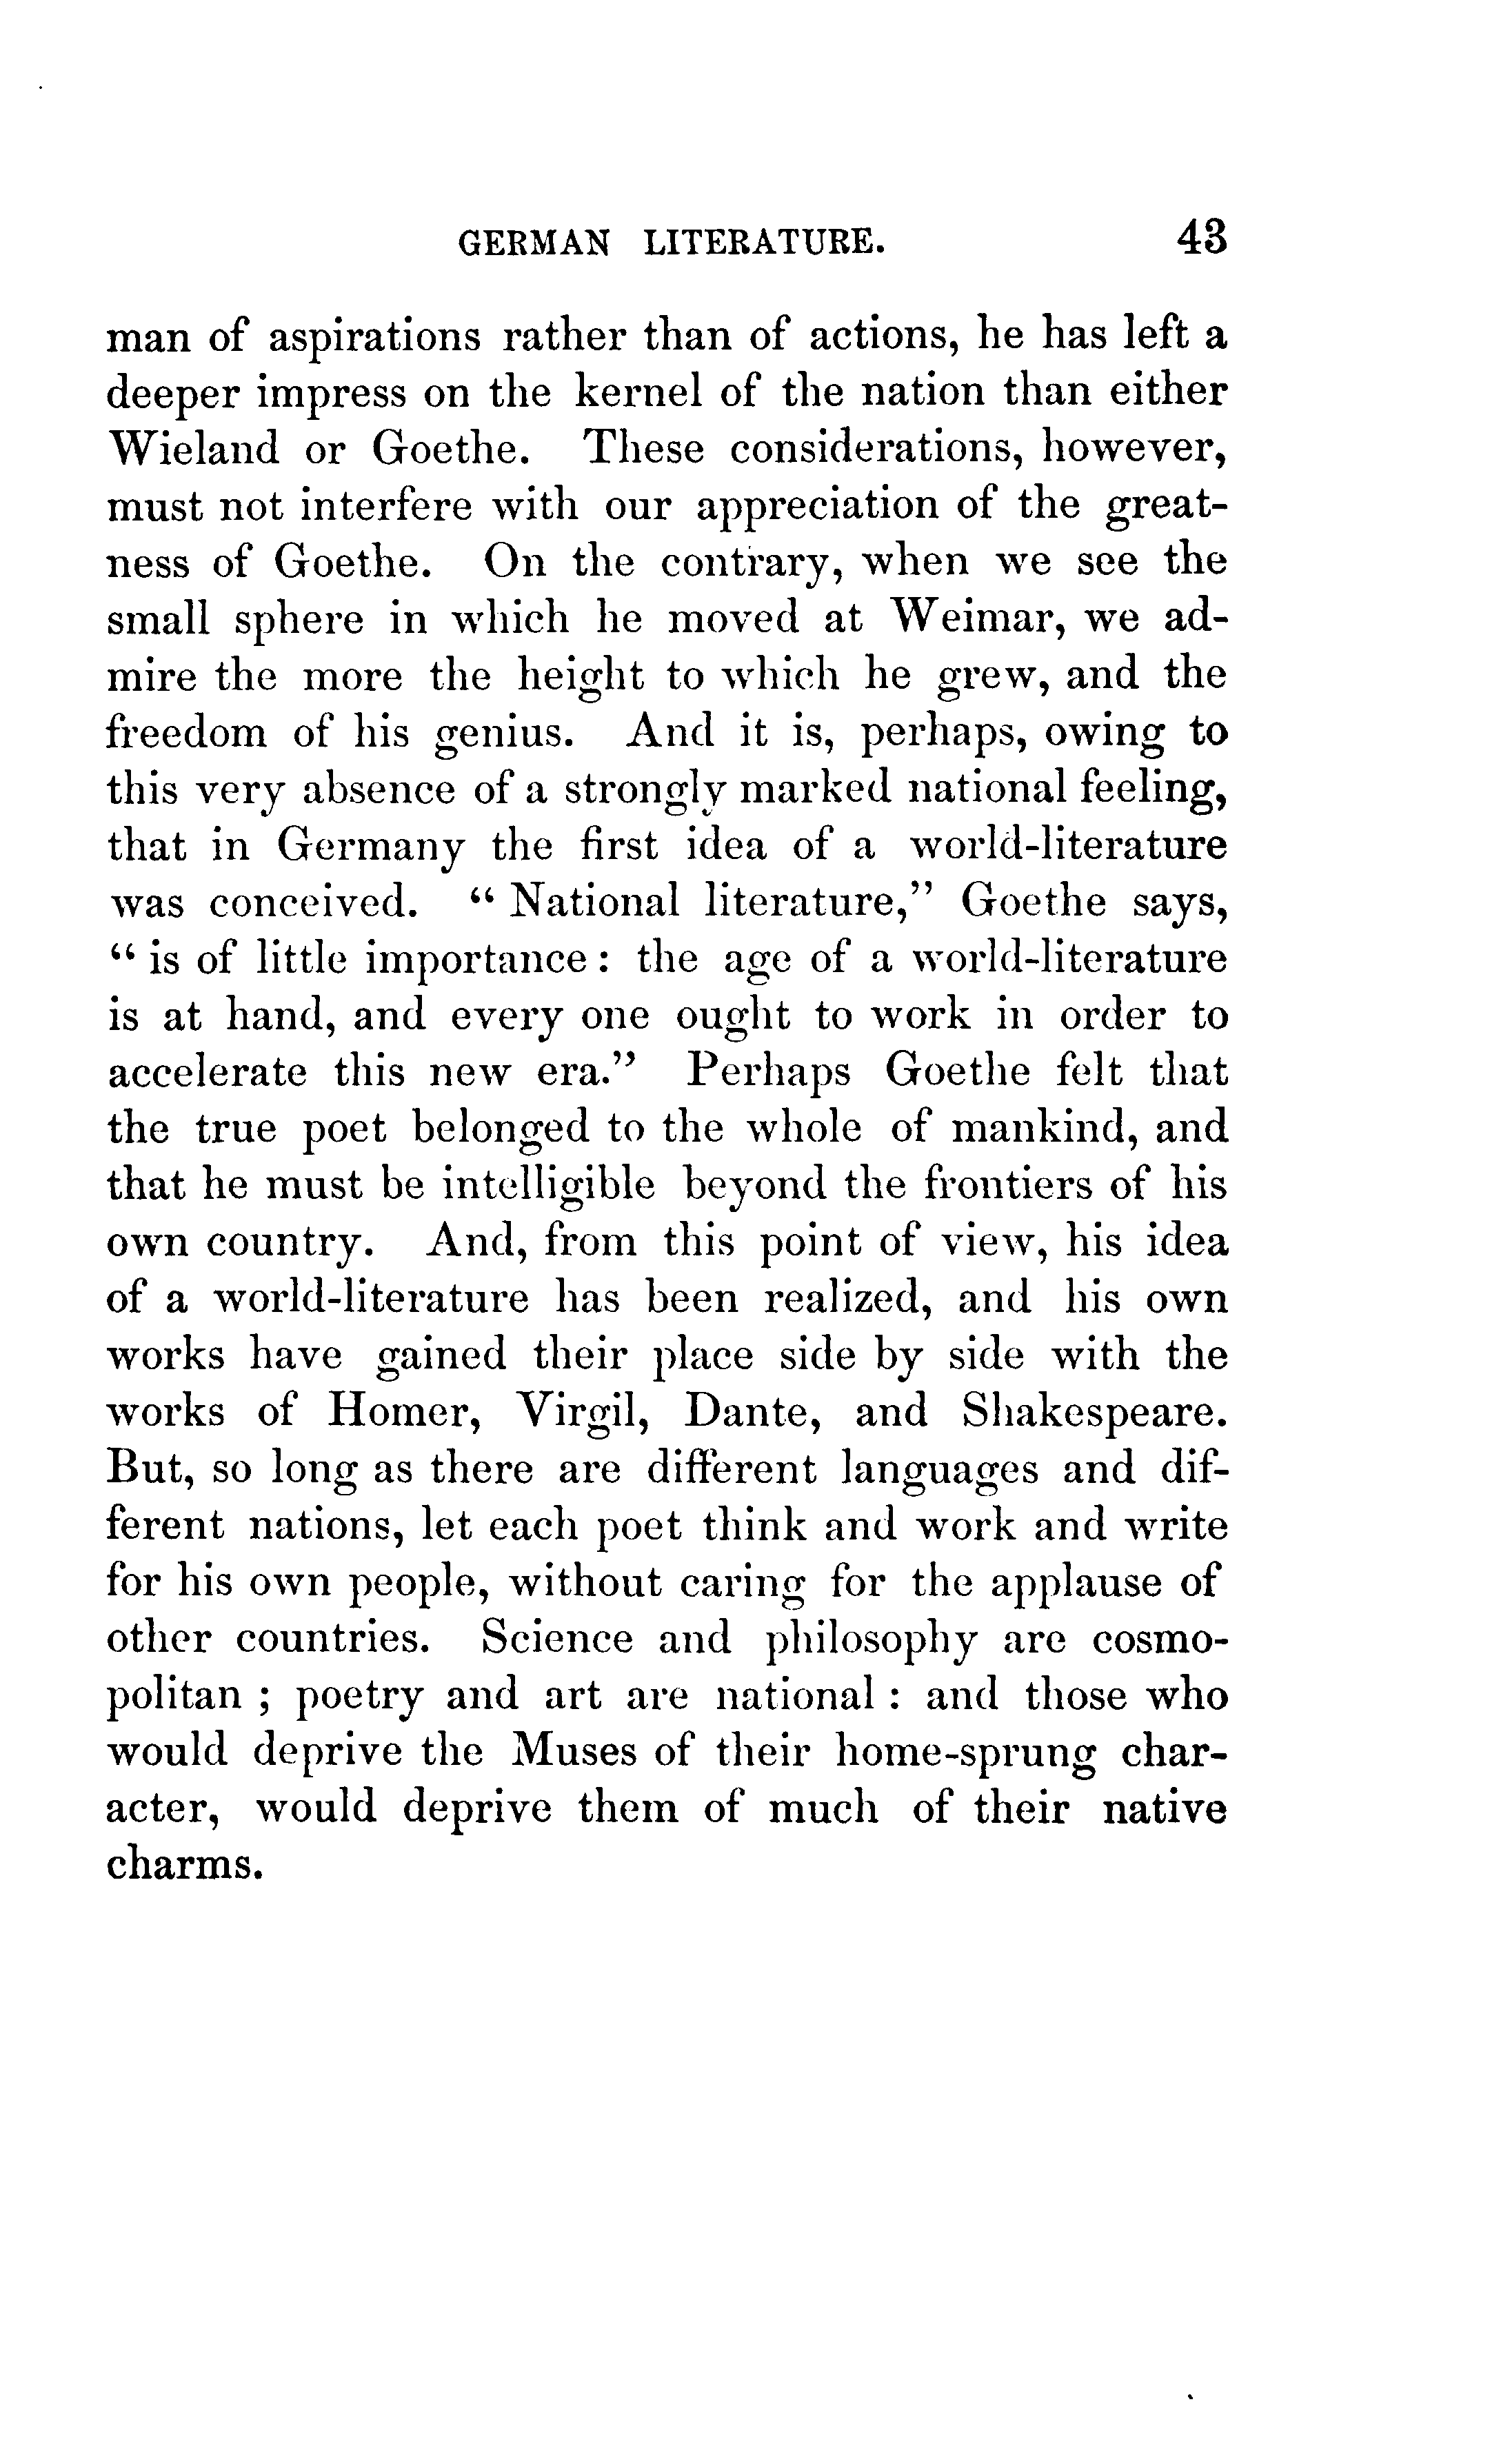 GERMAN LITERATURE. 43
man of aspirations rather than of actions, he has left a
deeper impress on the kernel of the nation than either
Wieland or Goethe. These considerations, however,
must not interfere with our appreciation of the great-
ness of Goethe. On the contrary, when we see the
small sphere in which he moved at Weimar, we ad-
mire the more the height to which he grew, and the
freedom of his genius. And it is, perhaps, owing to
this very absence of a strongly marked national feeling,
that in Germany the first idea of a world-literature
was conceived. “ National literature,” Goethe says,
“ is of little importance : the age of a world-literature
is at hand, and every one ought to work in order to
accelerate this new era.” Perhaps Goethe felt that
the true poet belonged to the whole of mankind, and
that he must be intelligible beyond the frontiers of his
own country. And, from this point of view, his idea
of a world-literature has been realized, and his own
works have gained their place side by side with the
works of Homer, Virgil, Dante, and Shakespeare.
But, so long as there are different languages and dif-
ferent nations, let each poet think and work and write
for his own people, without caring for the applause of
other countries. Science and philosophy are cosmo-
politan ; poetry and art are national : and those who
would deprive the Muses of their home-sprung char-
acter, would deprive them of much of their native
charms.